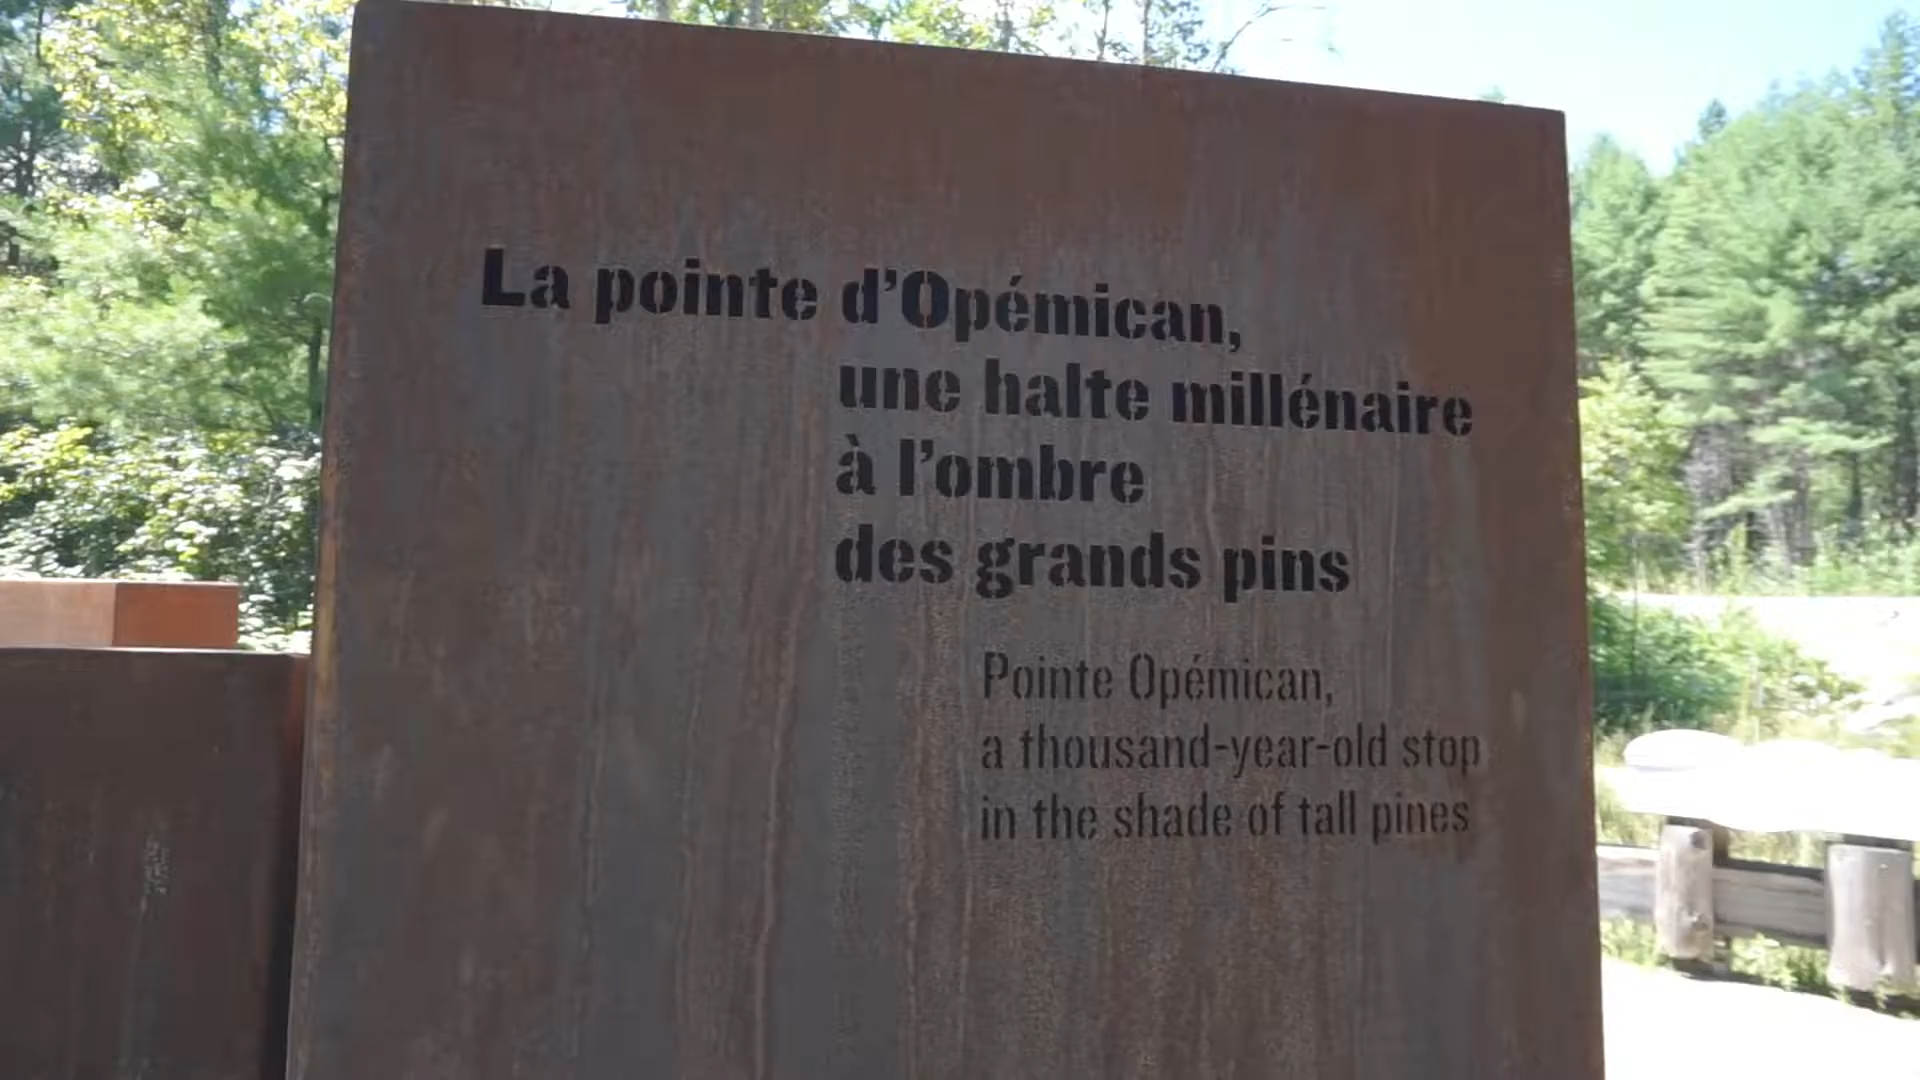 La pointe d'Opémican,
une halte millénaire
à l'ombre
des grands pins
Pointe Opémican,
a thousand-year-old stop
in the shade of tall pines